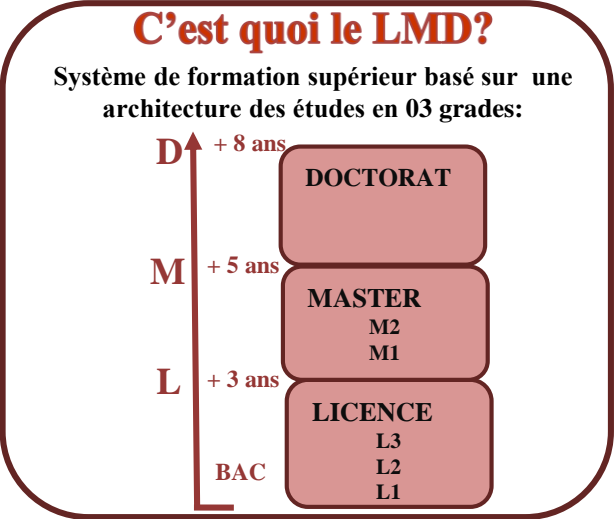 C'est quoi le LMD?
Système de formation supérieur basé sur une
architecture des études en 03 grades:
D
+ 8 ans
DOCTORAT
M
+ 5 ans
MASTER
M2
M1
L
+ 3 ans
LICENCE
L3
L2
L1
BAC